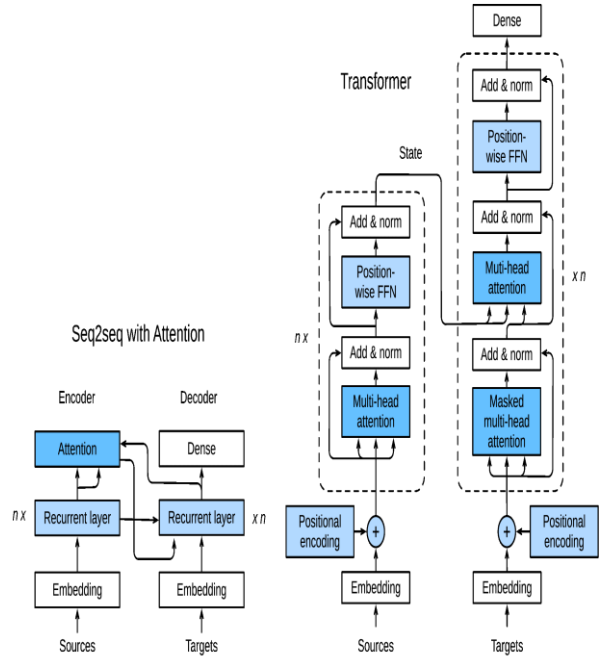 Seq2seq with Attention
Encoder
Decoder
Attention
Dense
n x
Recurrent layer
Recurrent layer
x n
Embedding
Embedding
Sources
Targets
Transformer
State
Add & norm
Position-
wise FFN
n x
Add & norm
Multi-head
attention
Positional
encoding
+
Embedding
Sources
Dense
Add & norm
Position-
wise FFN
Add & norm
Muti-head
attention
x n
Add & norm
Masked
multi-head
attention
+
Positional
encoding
Embedding
Targets